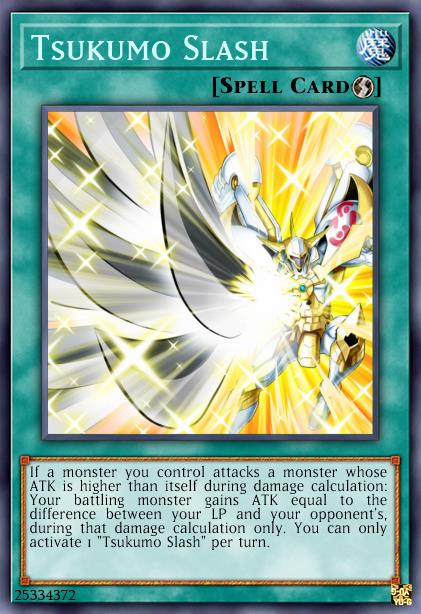 Tsukumo Slash
魔
[Spell Card]
If a monster you control attacks a monster whose
ATK is higher than itself during damage calculation:
Your battling monster gains ATK equal to the
difference between your LP and your opponent's,
during that damage calculation only. You can only
activate 1 "Tsukumo Slash" per turn.
25334372